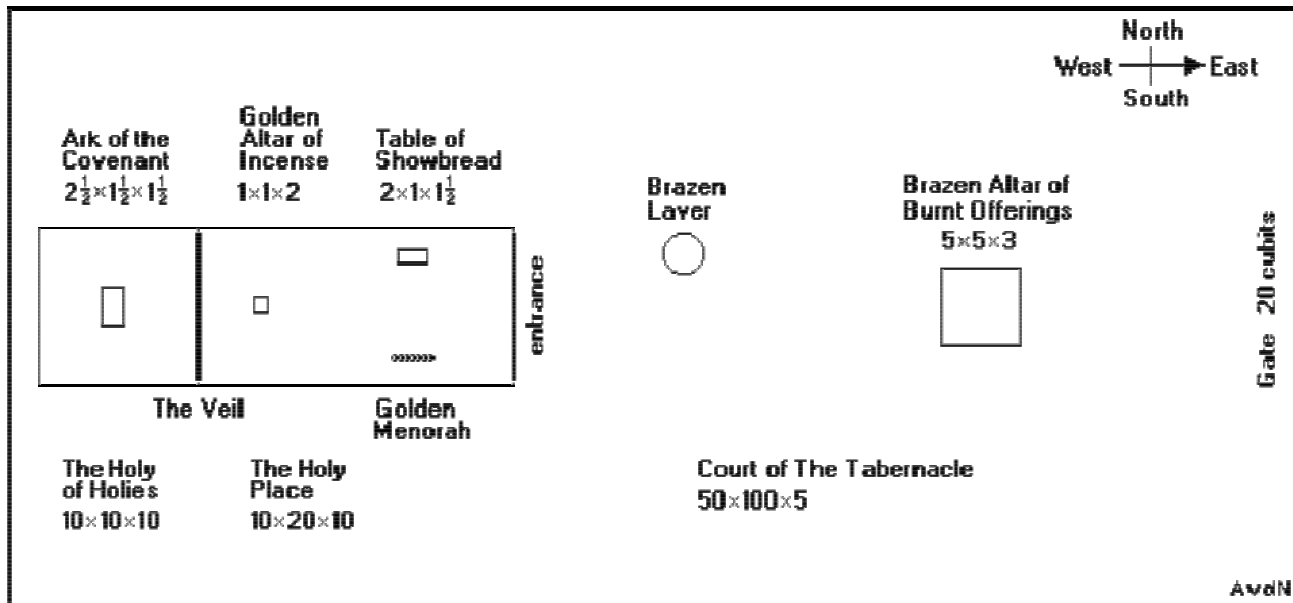 North
West East
South
Ark of the
Covenant
2½×1½×1½
Golden
Altar of
Incense
1×1×2
Table of
Showbread
2×1×1½
Brazen
Laver
Brazen Altar of
Burnt Offerings
5×5×3
entrance
Gate 20 cubits
The Veil
Golden
Menorah
The Holy
of Holies
10×10×10
The Holy
Place
10×20×10
Court of The Tabernacle
50×100×5
AvdN